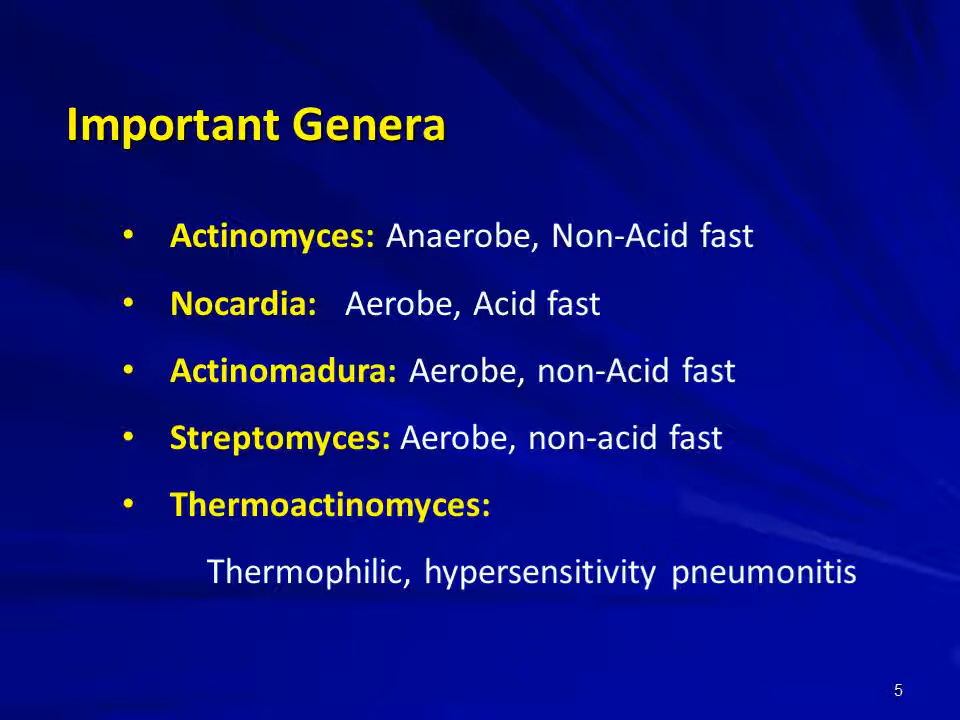 Important Genera
• Actinomyces: Anaerobe, Non-Acid fast
• Nocardia: Aerobe, Acid fast
• Actinomadura: Aerobe, non-Acid fast
• Streptomyces: Aerobe, non-acid fast
• Thermoactinomyces:
Thermophilic, hypersensitivity pneumonitis
5